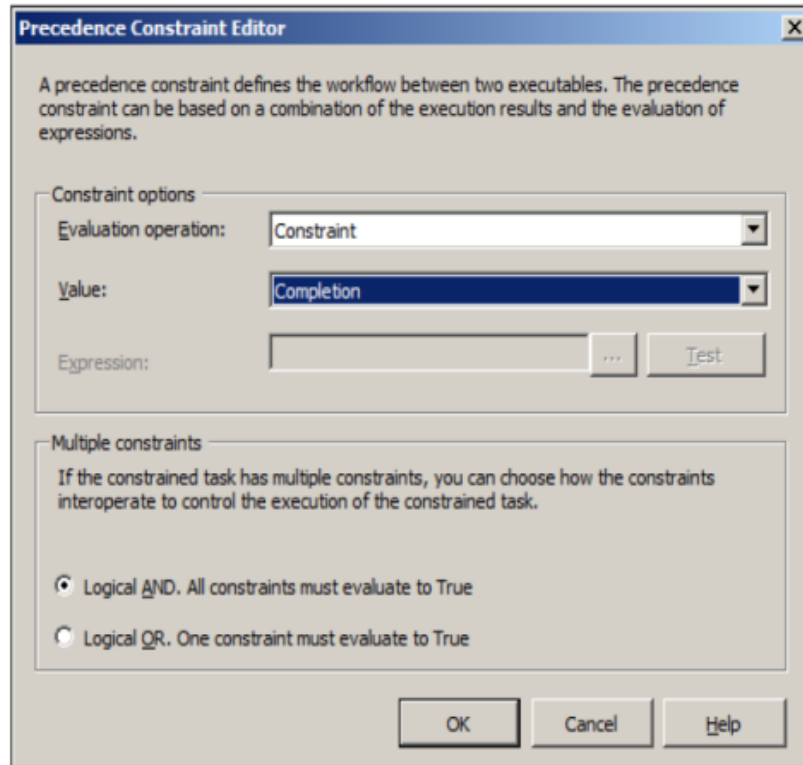 Precedence Constraint Editor
A precedence constraint defines the workflow between two executables. The precedence
constraint can be based on a combination of the execution results and the evaluation of
expressions.
Constraint options
Evaluation operation:
Constraint
Value:
Completion
Expression:
...
Test
Multiple constraints
If the constrained task has multiple constraints, you can choose how the constraints
interoperate to control the execution of the constrained task.
Logical AND. All constraints must evaluate to True
Logical OR. One constraint must evaluate to True
OK
Cancel
Help